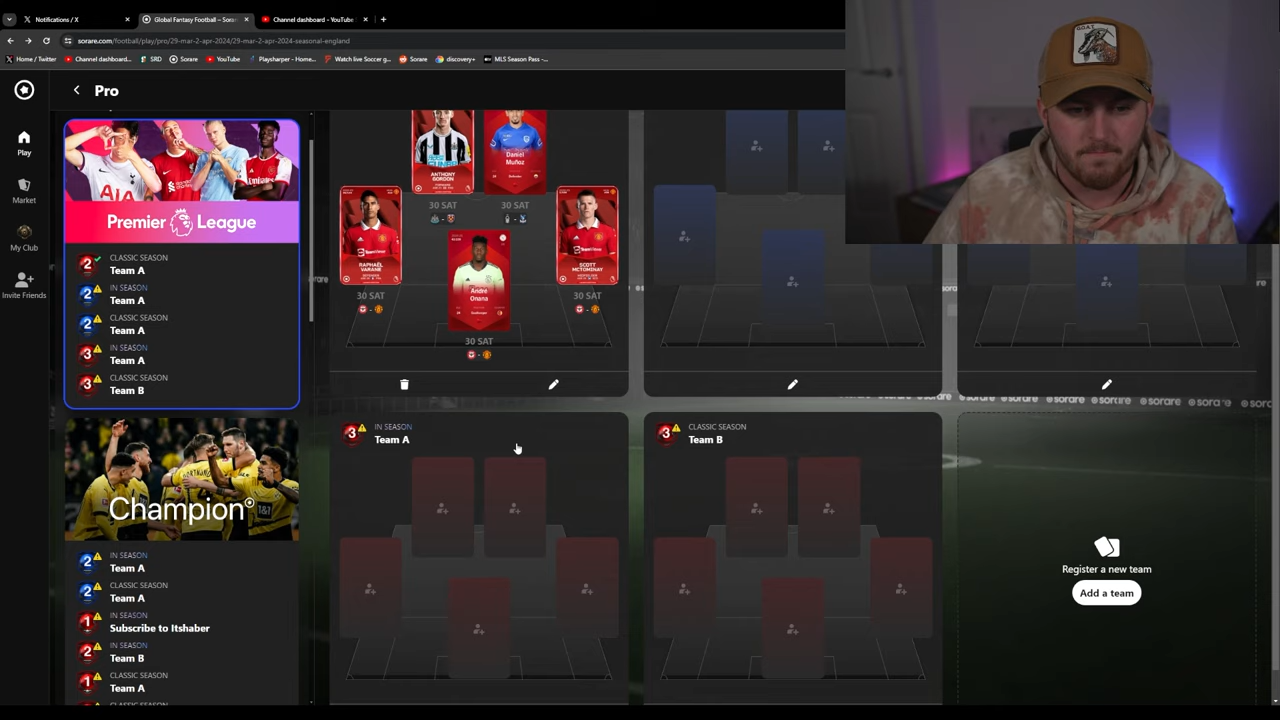 Notifications / X
Global Fantasy Football – Sorar
Channel dashboard - YouTube
sorare.com/football/play/pro/29-mar-2-apr-2024/29-mar-2-apr-2024-seasonal-england
Home / Twitter
Channel dashboard...
SRD
Sorare
YouTube
Playsharper - Home...
Watch live Soccer g...
Sorare
discovery+
MLS Season Pass -...
GOAT
Pro
Play
Market
My Club
Invite Friends
Premier League
CLASSIC SEASON
2 Team A
IN SEASON
2 Team A
CLASSIC SEASON
2 Team A
IN SEASON
3 Team A
CLASSIC SEASON
3 Team B
Champion
IN SEASON
2 Team A
CLASSIC SEASON
2 Team A
IN SEASON
1 Subscribe to Itshaber
IN SEASON
2 Team B
CLASSIC SEASON
1 Team A
CLASSIC SEASON
ANTHONY
GORDON
Daniel
Muñoz
30 SAT
30 SAT
RAPHAËL
VARANE
André
Onana
SCOTT
MCTOMINAY
30 SAT
30 SAT
30 SAT
IN SEASON
3 Team A
CLASSIC SEASON
3 Team B
Register a new team
Add a team